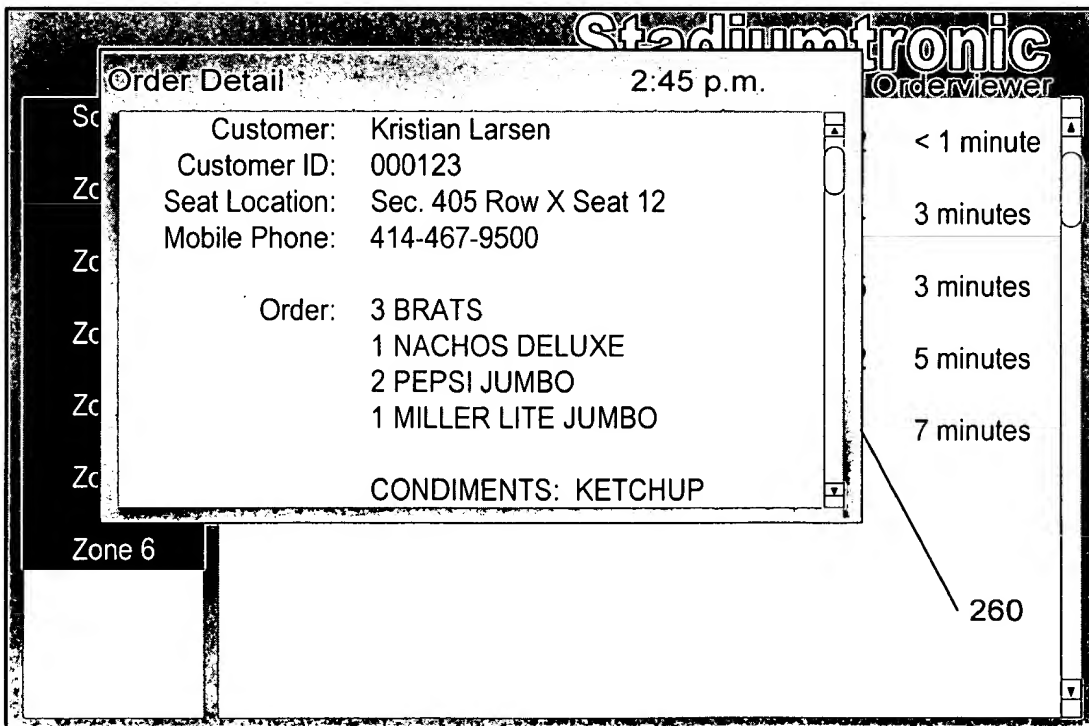 Stadiumtronic
Orderviewer
Order Detail 2:45 p.m.
Customer: Kristian Larsen
Customer ID: 000123
Seat Location: Sec. 405 Row X Seat 12
Mobile Phone: 414-467-9500
Order: 3 BRATS
1 NACHOS DELUXE
2 PEPSI JUMBO
1 MILLER LITE JUMBO
CONDIMENTS: KETCHUP
Zone 6
< 1 minute
3 minutes
3 minutes
5 minutes
7 minutes
260